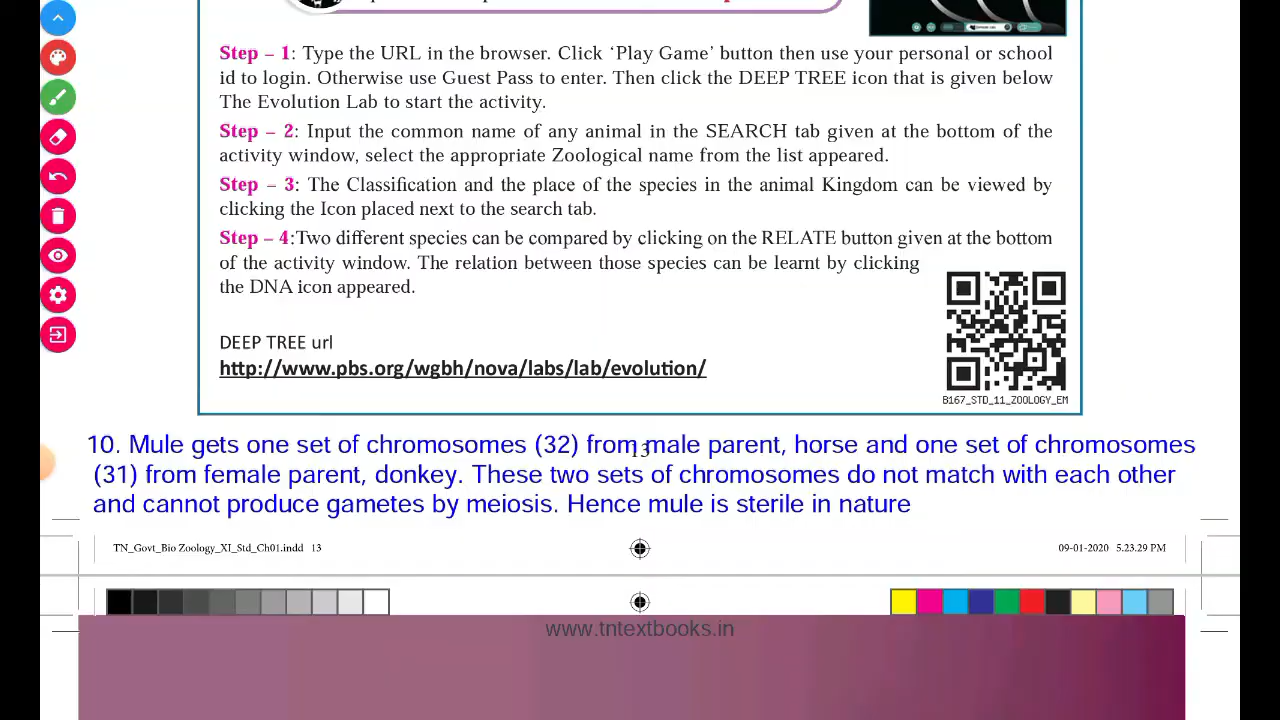 Step – 1: Type the URL in the browser. Click ‘Play Game’ button then use your personal or school
id to login. Otherwise use Guest Pass to enter. Then click the DEEP TREE icon that is given below
The Evolution Lab to start the activity.
Step – 2: Input the common name of any animal in the SEARCH tab given at the bottom of the
activity window, select the appropriate Zoological name from the list appeared.
Step – 3: The Classification and the place of the species in the animal Kingdom can be viewed by
clicking the Icon placed next to the search tab.
Step – 4:Two different species can be compared by clicking on the RELATE button given at the bottom
of the activity window. The relation between those species can be learnt by clicking
the DNA icon appeared.
DEEP TREE url
http://www.pbs.org/wgbh/nova/labs/lab/evolution/
B167_STD_11_ZOOLOGY_EM
10. Mule gets one set of chromosomes (32) from male parent, horse and one set of chromosomes
13
(31) from female parent, donkey. These two sets of chromosomes do not match with each other
and cannot produce gametes by meiosis. Hence mule is sterile in nature
TN_Govt_Bio Zoology_XI_Std_Ch01.indd 13
09-01-2020 5.23.29 PM
www.tntextbooks.in